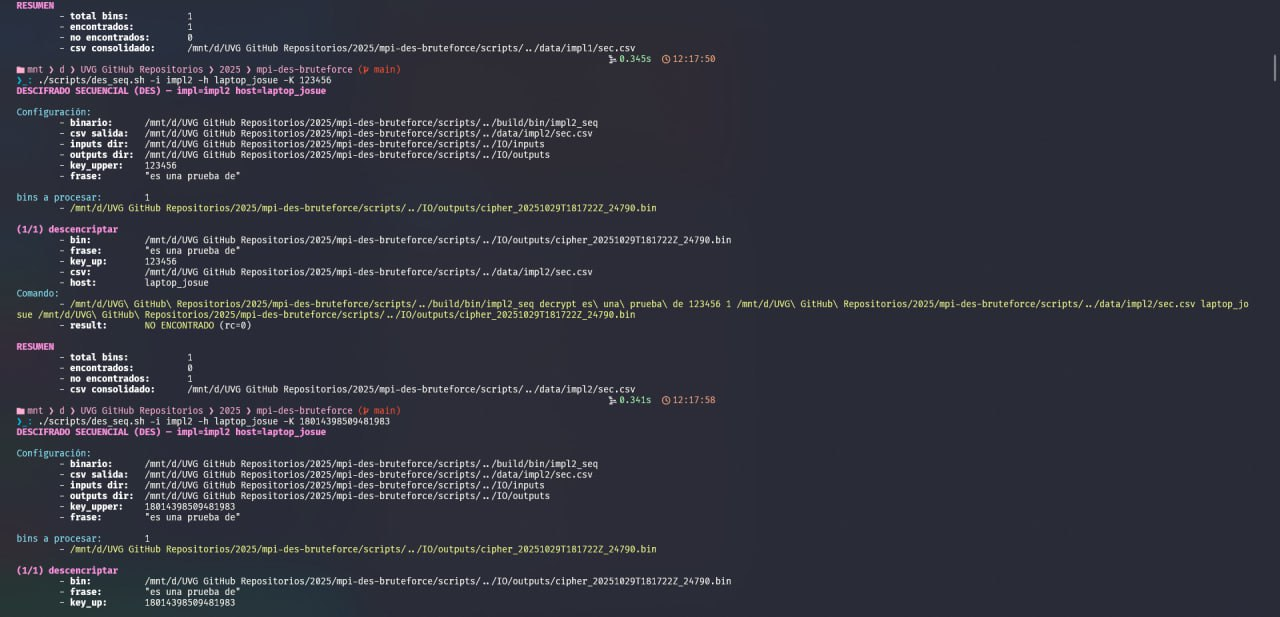 RESUMEN
- total bins: 1
- encontrados: 1
- no encontrados: 0
- csv consolidado: /mnt/d/UVG GitHub Repositorios/2025/mpi-des-bruteforce/scripts/../data/impl1/sec.csv
0.345s 12:17:50
mnt ❯ d ❯ UVG GitHub Repositorios ❯ 2025 ❯ mpi-des-bruteforce ( main)
❯_: ./scripts/des_seq.sh -i impl2 -h laptop_josue -K 123456
DESCIFRADO SECUENCIAL (DES) — impl=impl2 host=laptop_josue
Configuración:
- binario: /mnt/d/UVG GitHub Repositorios/2025/mpi-des-bruteforce/scripts/../build/bin/impl2_seq
- csv salida: /mnt/d/UVG GitHub Repositorios/2025/mpi-des-bruteforce/scripts/../data/impl2/sec.csv
- inputs dir: /mnt/d/UVG GitHub Repositorios/2025/mpi-des-bruteforce/scripts/../IO/inputs
- outputs dir: /mnt/d/UVG GitHub Repositorios/2025/mpi-des-bruteforce/scripts/../IO/outputs
- key_upper: 123456
- frase: "es una prueba de"
bins a procesar: 1
- /mnt/d/UVG GitHub Repositorios/2025/mpi-des-bruteforce/scripts/../IO/outputs/cipher_20251029T181722Z_24790.bin
(1/1) descencriptar
- bin: /mnt/d/UVG GitHub Repositorios/2025/mpi-des-bruteforce/scripts/../IO/outputs/cipher_20251029T181722Z_24790.bin
- frase: "es una prueba de"
- key_up: 123456
- csv: /mnt/d/UVG GitHub Repositorios/2025/mpi-des-bruteforce/scripts/../data/impl2/sec.csv
- host: laptop_josue
Comando:
- /mnt/d/UVG\ GitHub\ Repositorios/2025/mpi-des-bruteforce/scripts/../build/bin/impl2_seq decrypt es\ una\ prueba\ de 123456 1 /mnt/d/UVG\ GitHub\ Repositorios/2025/mpi-des-bruteforce/scripts/../data/impl2/sec.csv laptop_jo
sue /mnt/d/UVG\ GitHub\ Repositorios/2025/mpi-des-bruteforce/scripts/../IO/outputs/cipher_20251029T181722Z_24790.bin
- result: NO ENCONTRADO (rc=0)
RESUMEN
- total bins: 1
- encontrados: 0
- no encontrados: 1
- csv consolidado: /mnt/d/UVG GitHub Repositorios/2025/mpi-des-bruteforce/scripts/../data/impl2/sec.csv
0.341s 12:17:58
mnt ❯ d ❯ UVG GitHub Repositorios ❯ 2025 ❯ mpi-des-bruteforce ( main)
❯_: ./scripts/des_seq.sh -i impl2 -h laptop_josue -K 18014398509481983
DESCIFRADO SECUENCIAL (DES) — impl=impl2 host=laptop_josue
Configuración:
- binario: /mnt/d/UVG GitHub Repositorios/2025/mpi-des-bruteforce/scripts/../build/bin/impl2_seq
- csv salida: /mnt/d/UVG GitHub Repositorios/2025/mpi-des-bruteforce/scripts/../data/impl2/sec.csv
- inputs dir: /mnt/d/UVG GitHub Repositorios/2025/mpi-des-bruteforce/scripts/../IO/inputs
- outputs dir: /mnt/d/UVG GitHub Repositorios/2025/mpi-des-bruteforce/scripts/../IO/outputs
- key_upper: 18014398509481983
- frase: "es una prueba de"
bins a procesar: 1
- /mnt/d/UVG GitHub Repositorios/2025/mpi-des-bruteforce/scripts/../IO/outputs/cipher_20251029T181722Z_24790.bin
(1/1) descencriptar
- bin: /mnt/d/UVG GitHub Repositorios/2025/mpi-des-bruteforce/scripts/../IO/outputs/cipher_20251029T181722Z_24790.bin
- frase: "es una prueba de"
- key_up: 18014398509481983